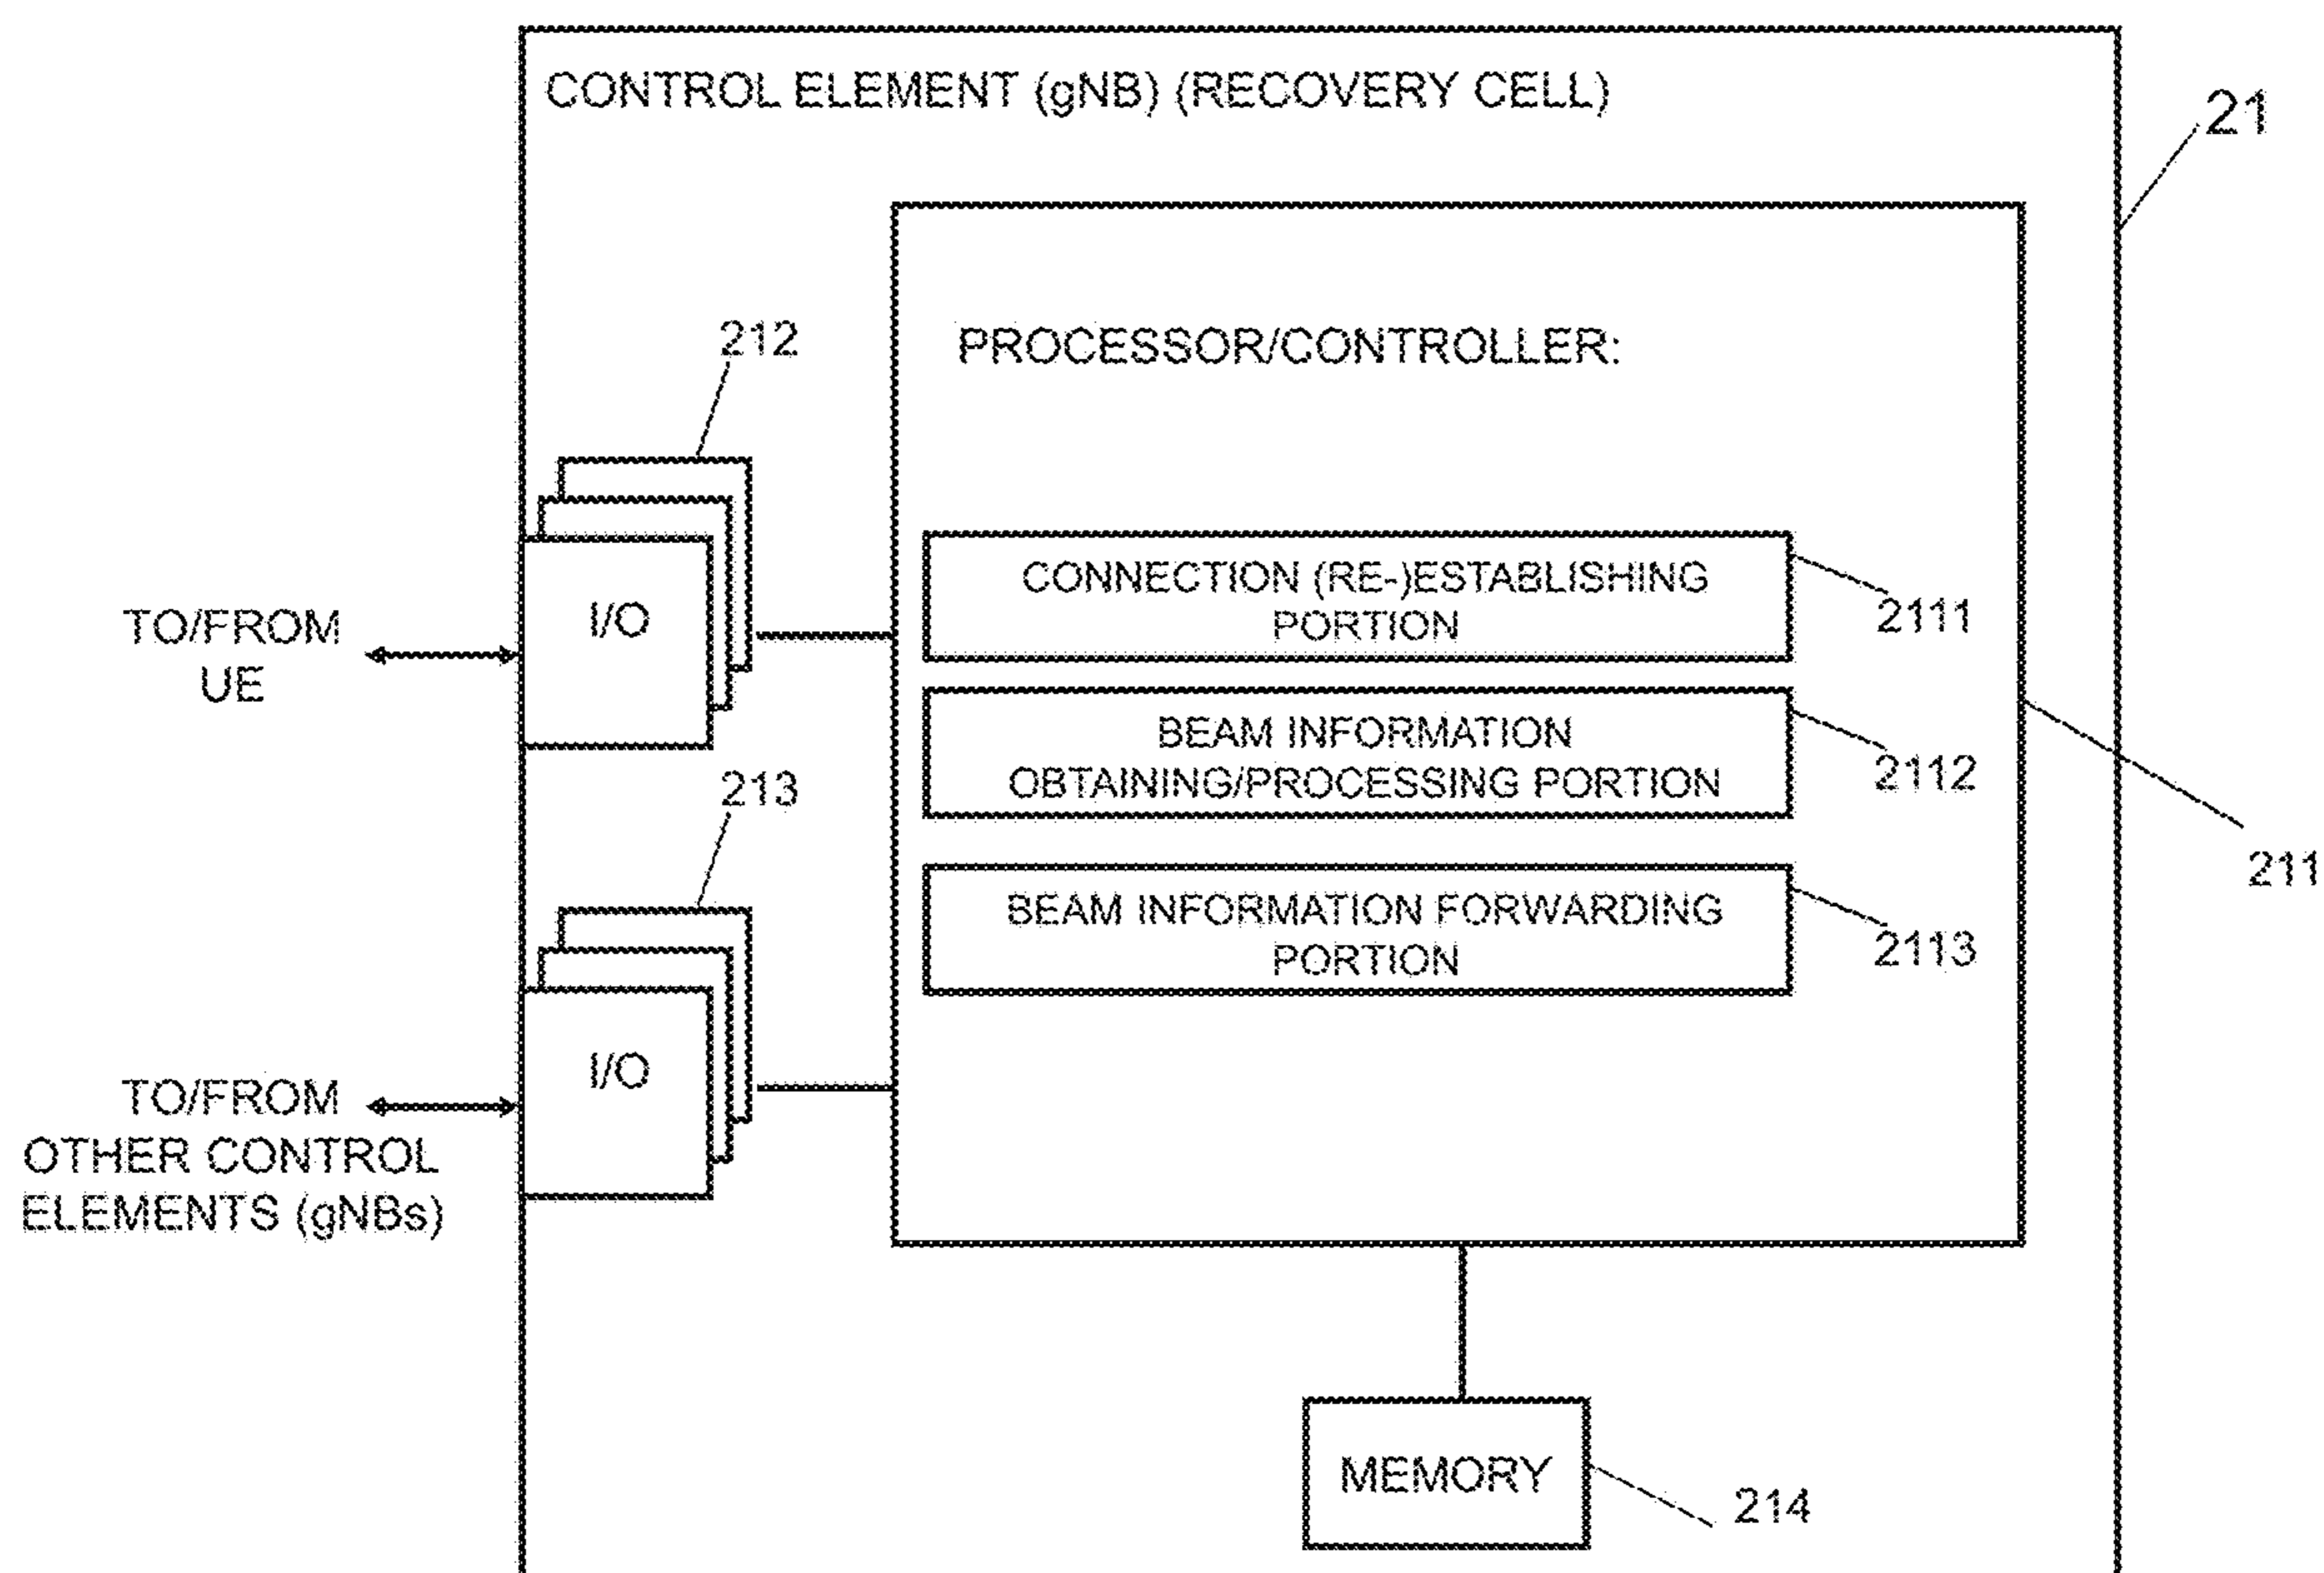 CONTROL ELEMENT (gNB) (RECOVERY CELL)
21
212
PROCESSOR/CONTROLLER:
I/O
TO/FROM
UE
CONNECTION (RE-)ESTABLISHING
PORTION
2111
BEAM INFORMATION
OBTAINING/PROCESSING PORTION
2112
213
211
BEAM INFORMATION FORWARDING
PORTION
2113
I/O
TO/FROM
OTHER CONTROL
ELEMENTS (gNBs)
MEMORY
214